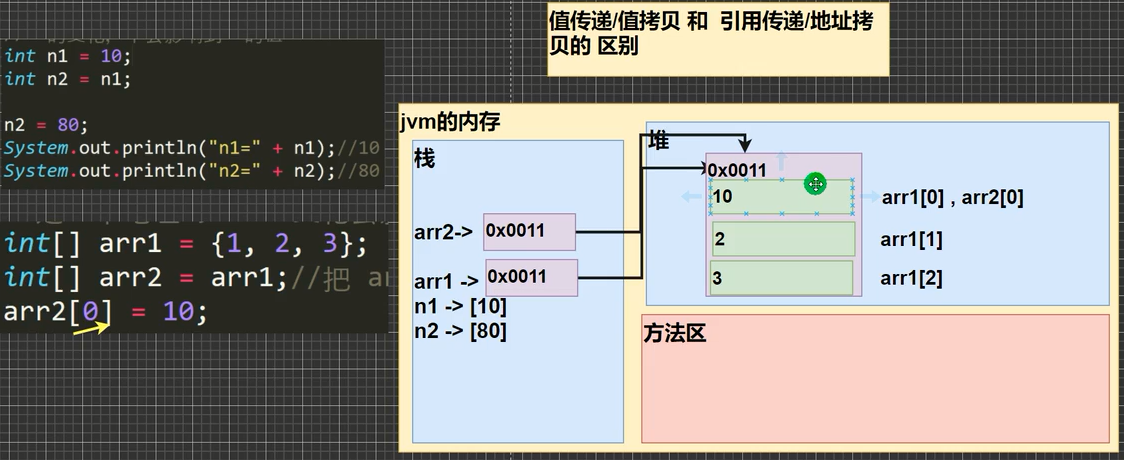 值传递/值拷贝 和 引用传递/地址拷
贝的 区别
int n1 = 10;
int n2 = n1;
n2 = 80;
System.out.println("n1=" + n1);//10
System.out.println("n2=" + n2);//80
int[] arr1 = {1, 2, 3};
int[] arr2 = arr1;//把 a
arr2[0] = 10;
jvm的内存
栈
arr2-> 0x0011
arr1 -> 0x0011
n1 -> [10]
n2 -> [80]
堆
0x0011
10 arr1[0] , arr2[0]
2 arr1[1]
3 arr1[2]
方法区